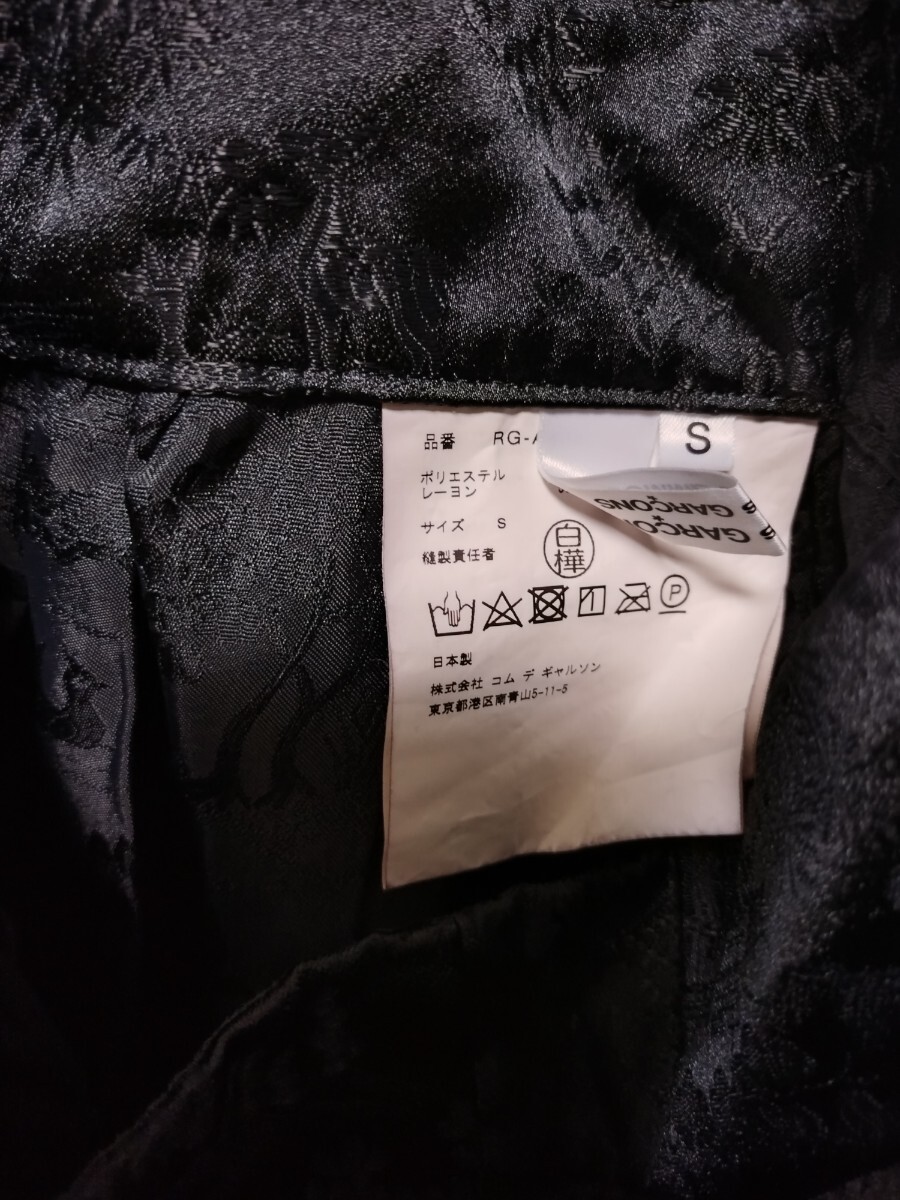 品番 RG-A
S
ポリエステル
レーヨン
サイズ S
縫製責任者
白樺
GARÇONS
GARÇONS
P
日本製
株式会社 コム デ ギャルソン
東京都港区南青山5-11-5